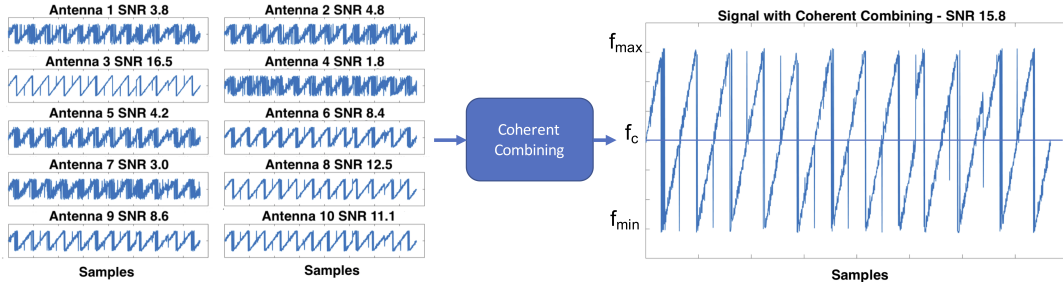 Antenna 1 SNR 3.8
Antenna 2 SNR 4.8
Antenna 3 SNR 16.5
Antenna 4 SNR 1.8
Antenna 5 SNR 4.2
Antenna 6 SNR 8.4
Antenna 7 SNR 3.0
Antenna 8 SNR 12.5
Antenna 9 SNR 8.6
Antenna 10 SNR 11.1
Samples
Samples
Coherent
Combining
Signal with Coherent Combining - SNR 15.8
fmax
fc
fmin
Samples